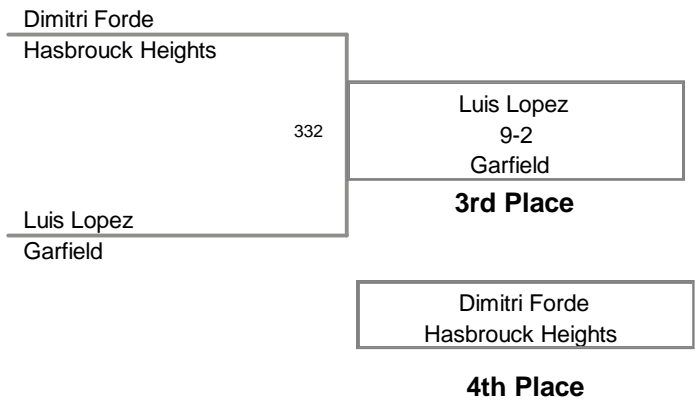 Dimitri Forde
Hasbrouck Heights
332
Luis Lopez
9-2
Garfield
3rd Place
Luis Lopez
Garfield
Dimitri Forde
Hasbrouck Heights
4th Place